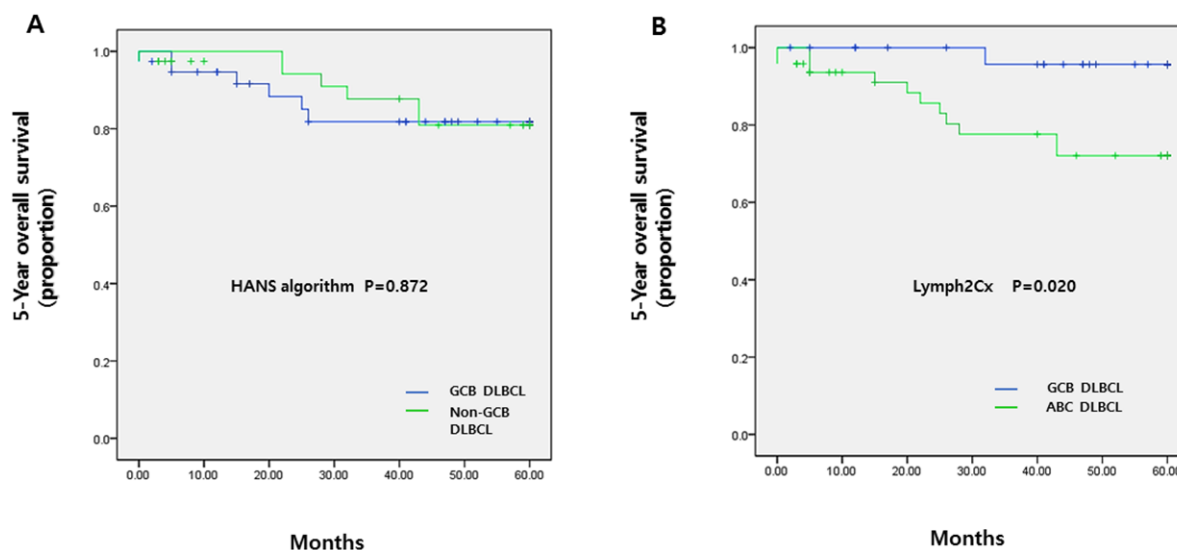 A
5-Year overall survival
(proportion)
1.0
0.8
0.6
0.4
0.2
0.0
HANS algorithm P=0.872
GCB DLBCL
Non-GCB
DLBCL
0.00 10.00 20.00 30.00 40.00 50.00 60.00
Months
B
5-Year overall survival
(proportion)
1.0
0.8
0.6
0.4
0.2
0.0
Lymph2Cx P=0.020
GCB DLBCL
ABC DLBCL
0.00 10.00 20.00 30.00 40.00 50.00 60.00
Months